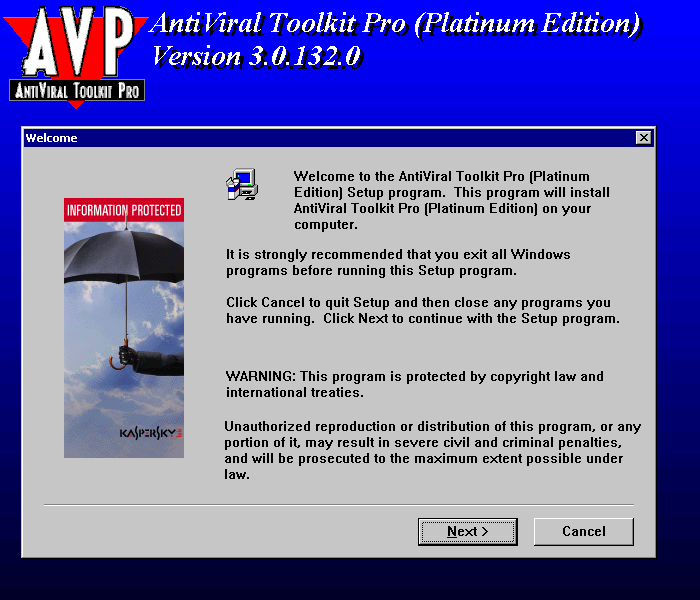 AVP
ANTIVIRAL TOOLKIT PRO
AntiViral Toolkit Pro (Platinum Edition)
Version 3.0.132.0
Welcome
INFORMATION PROTECTED
KASPERSKY
Welcome to the AntiViral Toolkit Pro (Platinum
Edition) Setup program.  This program will install
AntiViral Toolkit Pro (Platinum Edition) on your
computer.
It is strongly recommended that you exit all Windows
programs before running this Setup program.
Click Cancel to quit Setup and then close any programs you
have running.  Click Next to continue with the Setup program.
WARNING: This program is protected by copyright law and
international treaties.
Unauthorized reproduction or distribution of this program, or any
portion of it, may result in severe civil and criminal penalties,
and will be prosecuted to the maximum extent possible under
law.
Next >
Cancel